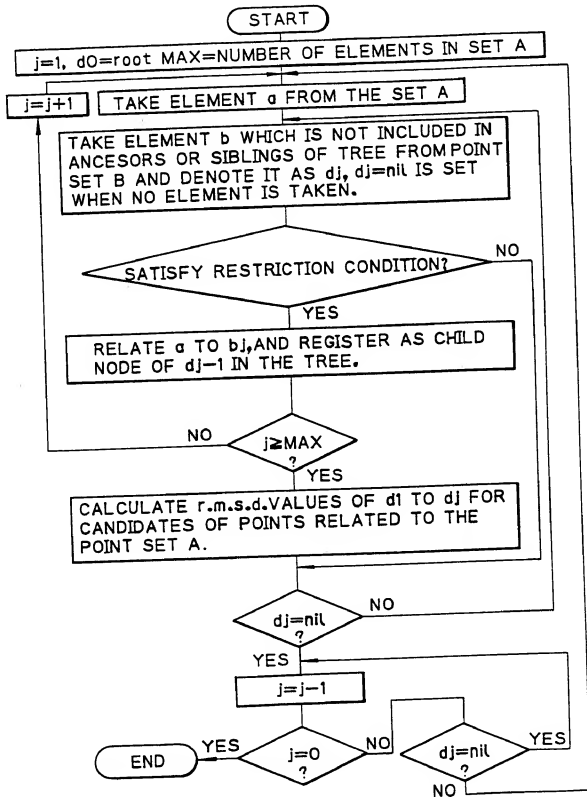 START
j=1, d0=root MAX=NUMBER OF ELEMENTS IN SET A
j=j+1
TAKE ELEMENT a FROM THE SET A
TAKE ELEMENT b WHICH IS NOT INCLUDED IN
ANCESORS OR SIBLINGS OF TREE FROM POINT
SET B AND DENOTE IT AS dj, dj=nil IS SET
WHEN NO ELEMENT IS TAKEN.
SATISFY RESTRICTION CONDITION?
NO
YES
RELATE a TO bj, AND REGISTER AS CHILD
NODE OF dj-1 IN THE TREE.
NO
j≧MAX
?
YES
CALCULATE r.m.s.d. VALUES OF d1 TO dj FOR
CANDIDATES OF POINTS RELATED TO THE
POINT SET A.
dj=nil
?
NO
YES
j=j-1
END
YES
j=0
?
NO
dj=nil
?
YES
NO